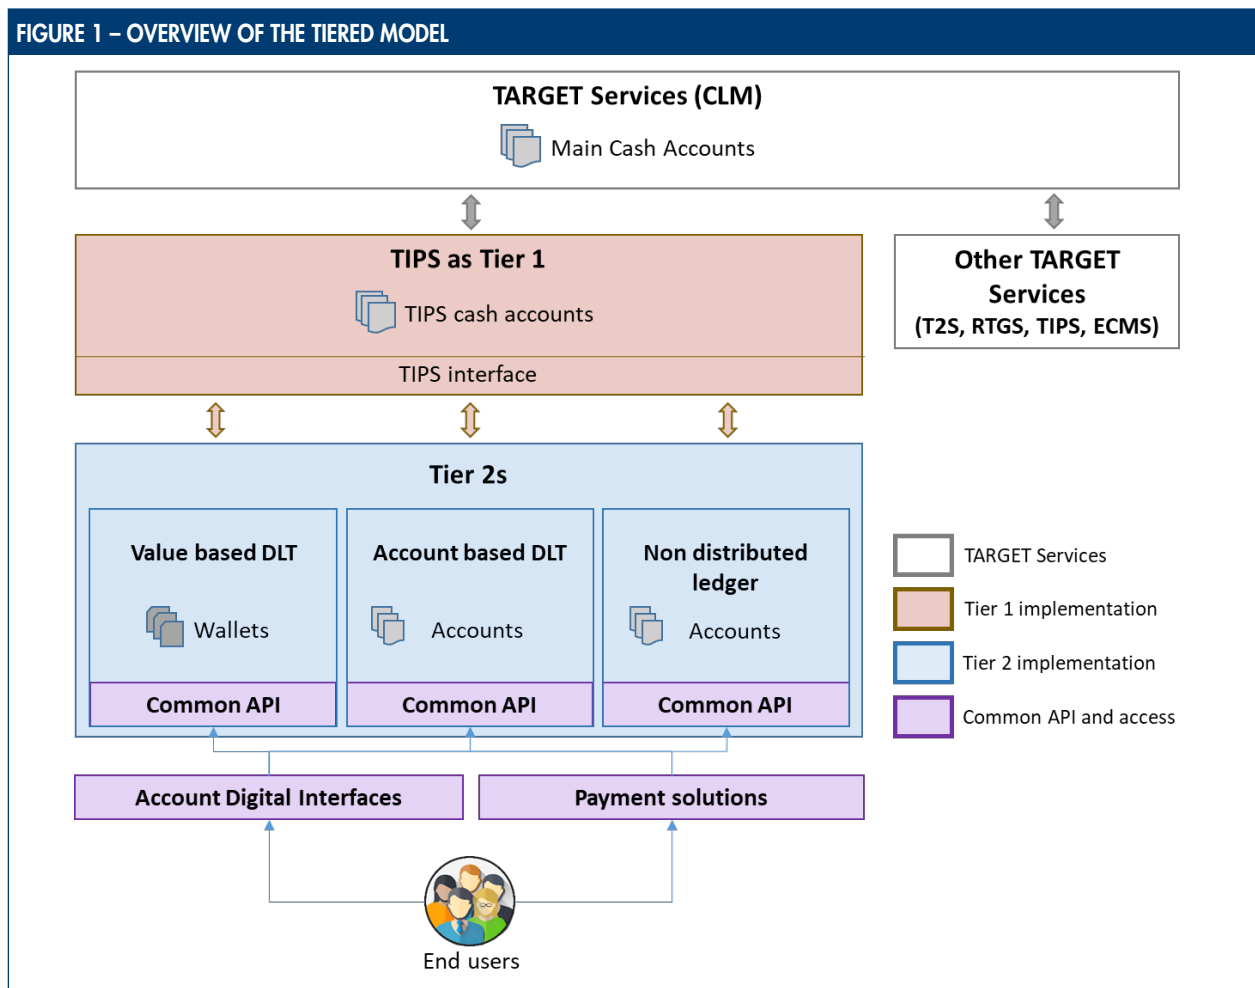 FIGURE 1 – OVERVIEW OF THE TIERED MODEL
TARGET Services (CLM)
Main Cash Accounts
TIPS as Tier 1
TIPS cash accounts
TIPS interface
Other TARGET
Services
(T2S, RTGS, TIPS, ECMS)
Tier 2s
Value based DLT
Wallets
Common API
Account based DLT
Accounts
Common API
Non distributed
ledger
Accounts
Common API
TARGET Services
Tier 1 implementation
Tier 2 implementation
Common API and access
Account Digital Interfaces
Payment solutions
End users